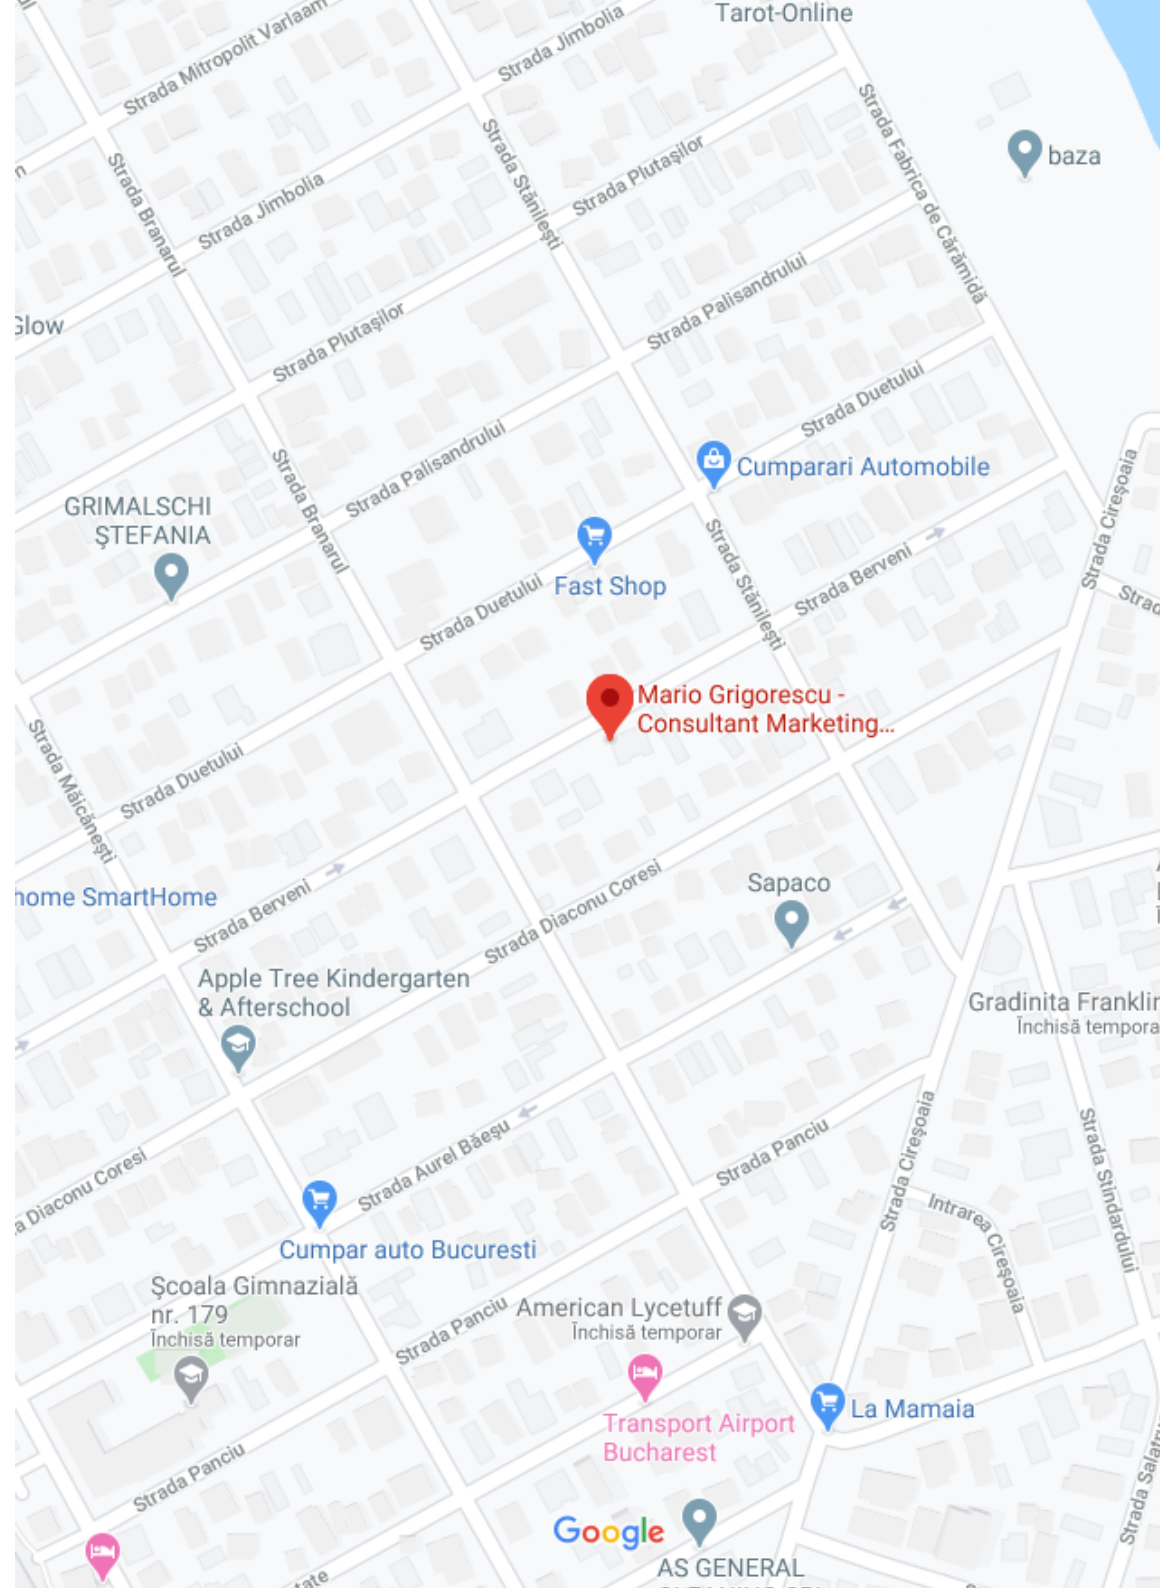 Tarot-Online
Strada Mitropolit Varlaam
Strada Jimbolia
Strada Fabrica de Cărămidă
Strada Stănilești
Strada Plutașilor
baza
Strada Branarul
Strada Jimbolia
Strada Palisandrului
Glow
Strada Plutașilor
Strada Duetului
Cumparari Automobile
Strada Palisandrului
Strada Branarul
Strada Cireșoaia
GRIMALSCHI
ȘTEFANIA
Strada Stănilești
Strada Berveni
Fast Shop
Strada Duetului
Mario Grigorescu -
Consultant Marketing...
Strada Măicănești
Strada Duetului
home SmartHome
Strada Berveni
Strada Diaconu Coresi
Sapaco
Apple Tree Kindergarten
& Afterschool
Gradinita Franklin
Închisă tempora
Strada Aurel Băeșu
Strada Panciu
Strada Cireșoaia
Strada Stindardului
a Diaconu Coresi
Intrarea Cireșoaia
Cumpar auto Bucuresti
Școala Gimnazială
nr. 179
Închisă temporar
American Lycetuff
Închisă temporar
Strada Panciu
La Mamaia
Transport Airport
Bucharest
Strada Panciu
Google
AS GENERAL